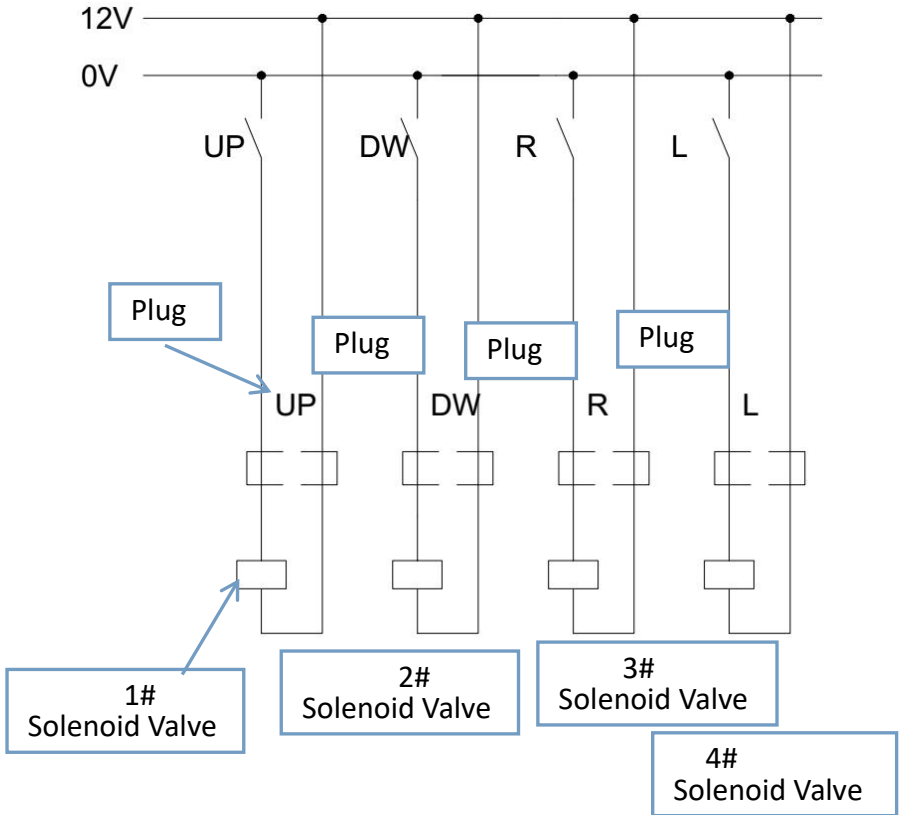 12V
0V
UP
DW
R
L
Plug
Plug
Plug
Plug
UP
DW
R
L
1#
Solenoid Valve
2#
Solenoid Valve
3#
Solenoid Valve
4#
Solenoid Valve